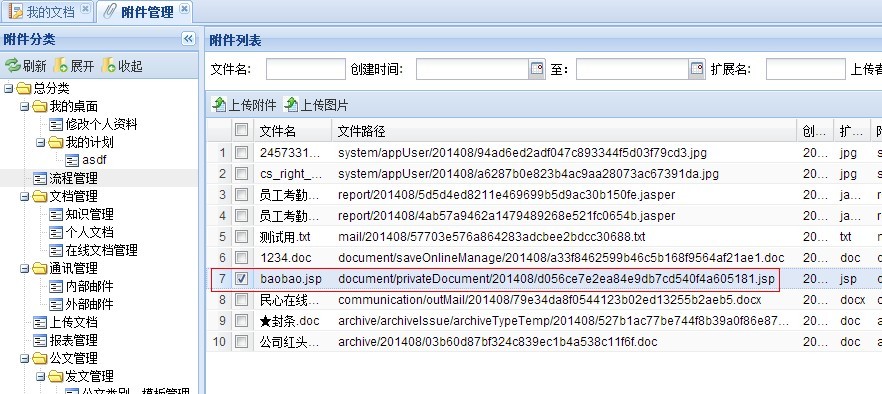 我的文档 附件管理
附件分类 附件列表
刷新 展开 收起 文件名: 创建时间: 至: 扩展名: 上传者
总分类
我的桌面 上传附件 上传图片
修改个人资料 文件名 文件路径 创... 扩...
我的计划
asdf
流程管理
文档管理
知识管理
个人文档
在线文档管理
通讯管理
内部邮件
外部邮件
上传文档
报表管理
公文管理
发文管理
公文类别、模板管理
1 2457331... system/appUser/201408/94ad6ed2adf047c893344f5d03f79cd3.jpg 20... jpg s
2 cs_right_... system/appUser/201408/a6287b0e823b4ac9aa28073ac67391da.jpg 20... jpg s
3 员工考勤... report/201408/5d5d4ed8211e469699b5d9ac30b150fe.jasper 20... ja... r
4 员工考勤... report/201408/4ab57a9462a1479489268e521fc0654b.jasper 20... ja... r
5 测试用.txt mail/201408/57703e576a864283adcbee2bdcc30688.txt 20... txt m
6 1234.doc document/saveOnlineManage/201408/a33f8462599b46c5b168f9564af21ae1.doc 20... doc d
7 baobao.jsp document/privateDocument/201408/d056ce7e2ea84e9db7cd540f4a605181.jsp 20... jsp d
8 民心在线... communication/outMail/201408/79e34da8f0544123b02ed13255b2aeb5.docx 20... docx c
9 ★封条.doc archive/archiveIssue/archiveTypeTemp/201408/527b1ac77be744f8b39a0f86e87... 20... doc a
10 公司红头... archive/201408/03b60d87bf324c839ec1b4a538c11f6f.doc 20... doc a